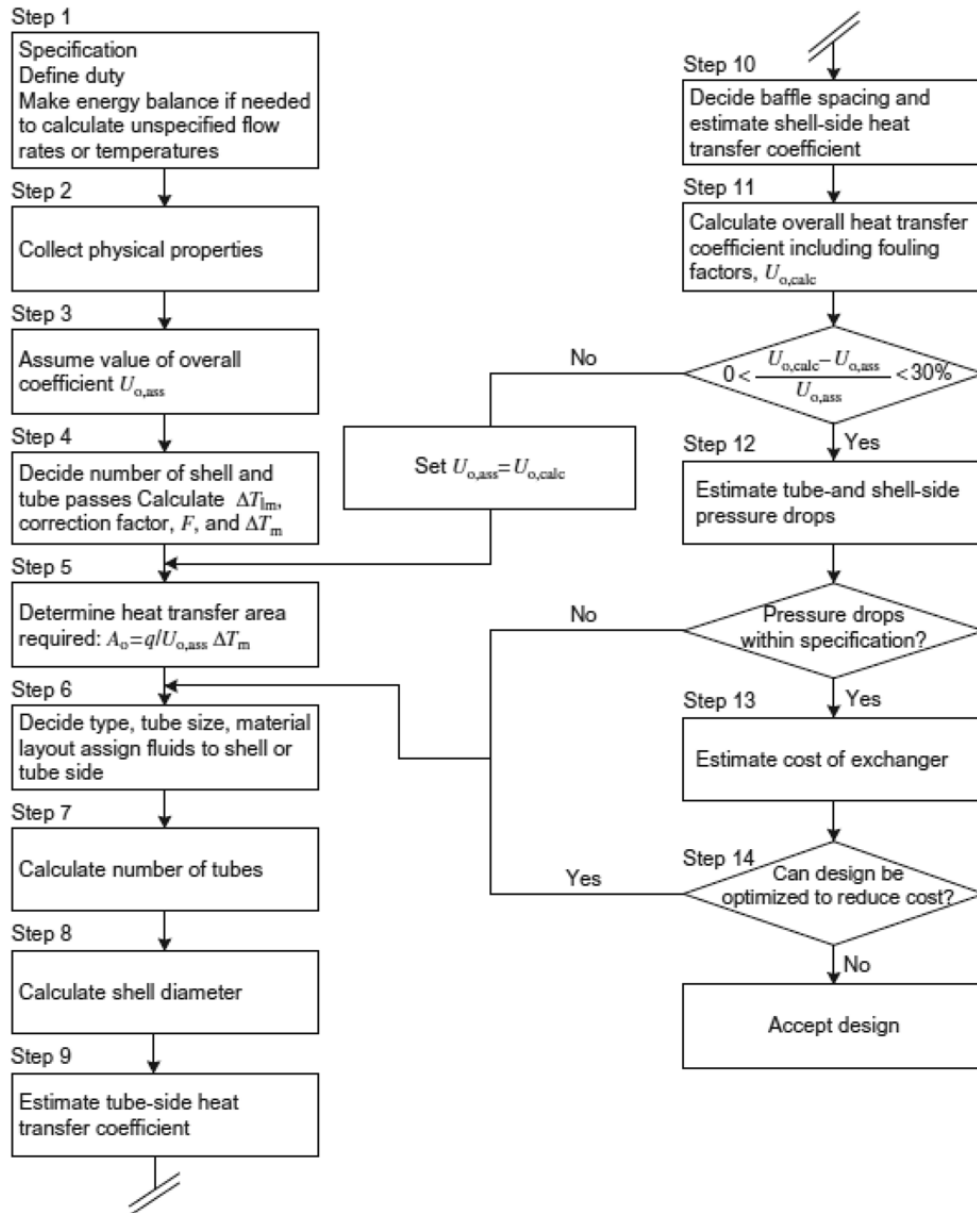 Step 1
Specification
Define duty
Make energy balance if needed
to calculate unspecified flow
rates or temperatures
Step 2
Collect physical properties
Step 3
Assume value of overall
coefficient U_o,ass
Step 4
Decide number of shell and
tube passes Calculate ΔT_lm,
correction factor, F, and ΔT_m
Step 5
Determine heat transfer area
required: A_o=q/U_o,ass ΔT_m
Step 6
Decide type, tube size, material
layout assign fluids to shell or
tube side
Step 7
Calculate number of tubes
Step 8
Calculate shell diameter
Step 9
Estimate tube-side heat
transfer coefficient
Step 10
Decide baffle spacing and
estimate shell-side heat
transfer coefficient
Step 11
Calculate overall heat transfer
coefficient including fouling
factors, U_o,calc
0 < (U_o,calc − U_o,ass) / U_o,ass < 30%
No
Set U_o,ass=U_o,calc
Yes
Step 12
Estimate tube-and shell-side
pressure drops
Pressure drops
within specification?
No
Yes
Step 13
Estimate cost of exchanger
Step 14
Can design be
optimized to reduce cost?
Yes
No
Accept design